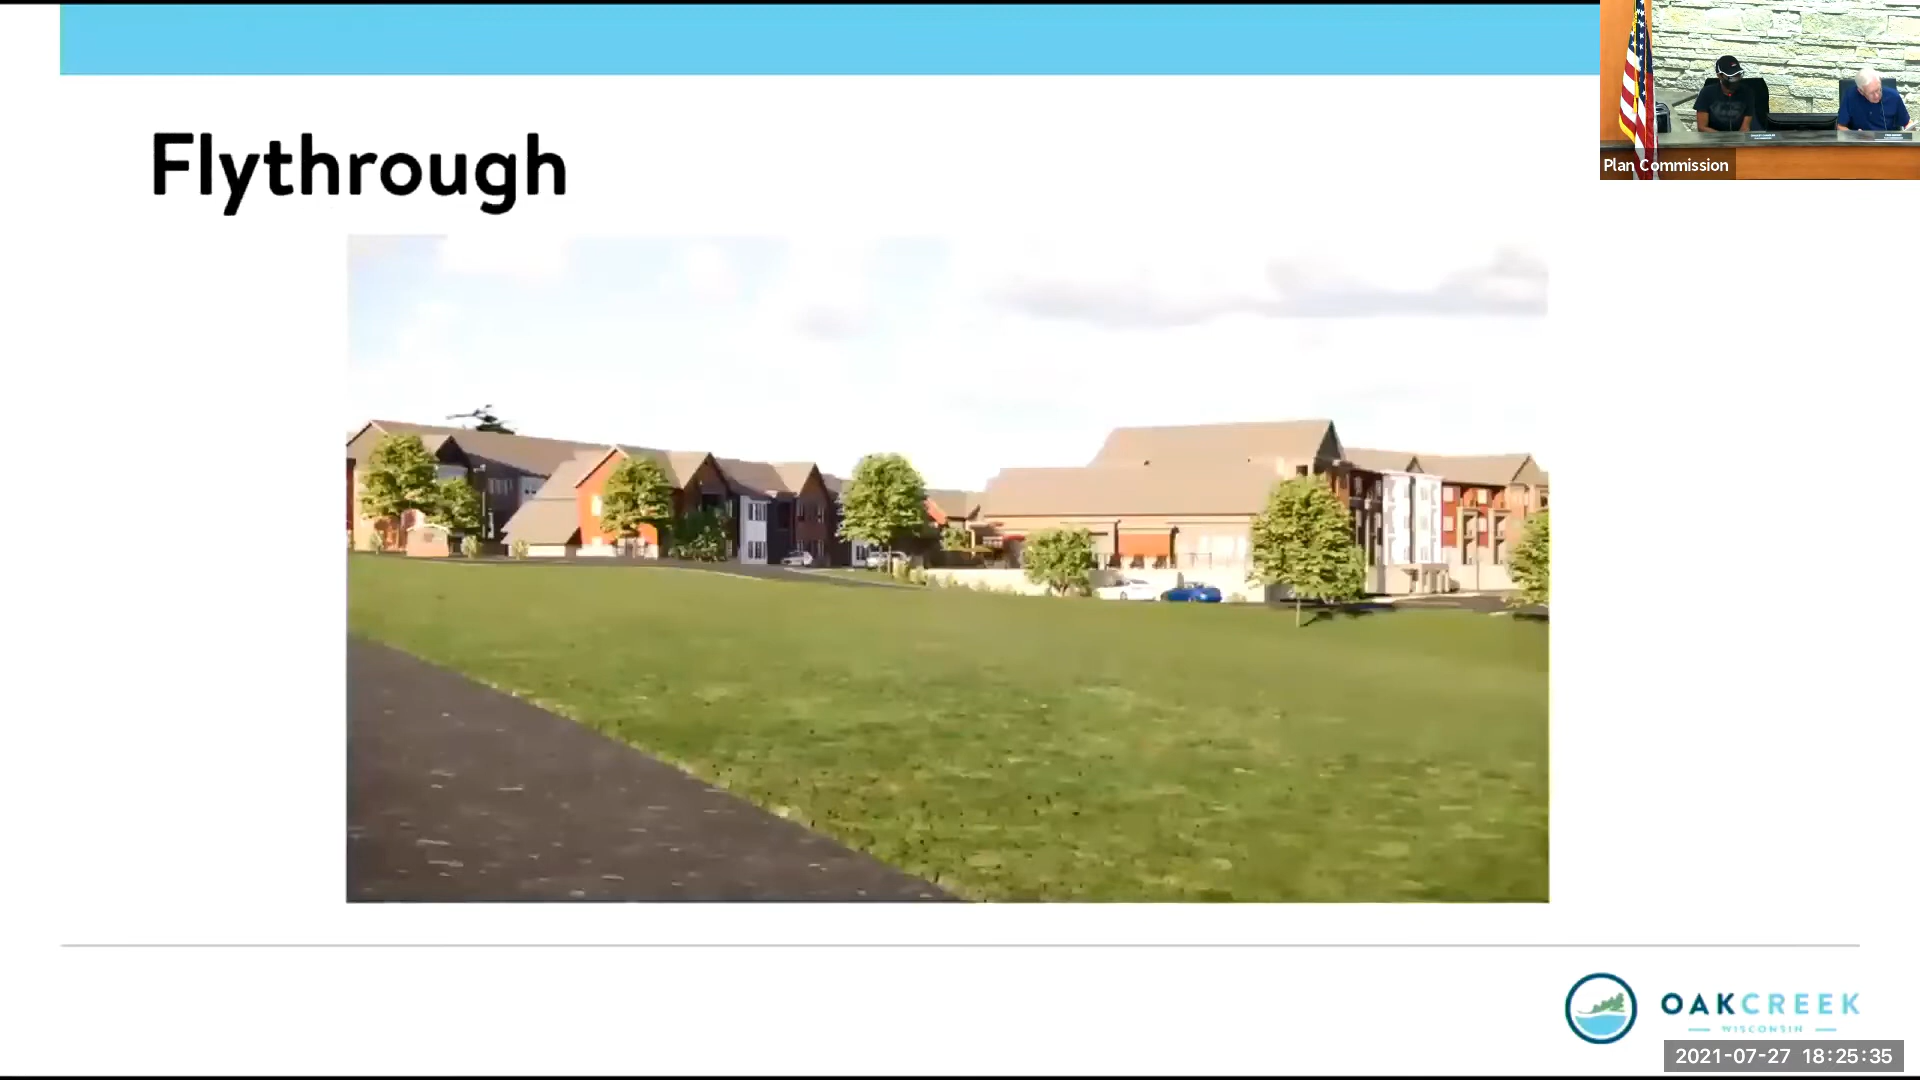 Flythrough
Plan Commission
OAKCREEK
WISCONSIN
2021-07-27 18:25:35